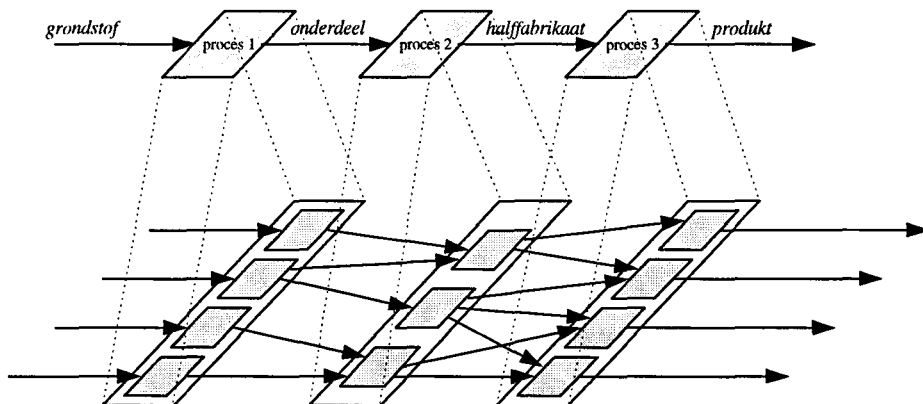 grondstof
proces 1
onderdeel
proces 2
halffabrikaat
proces 3
produkt